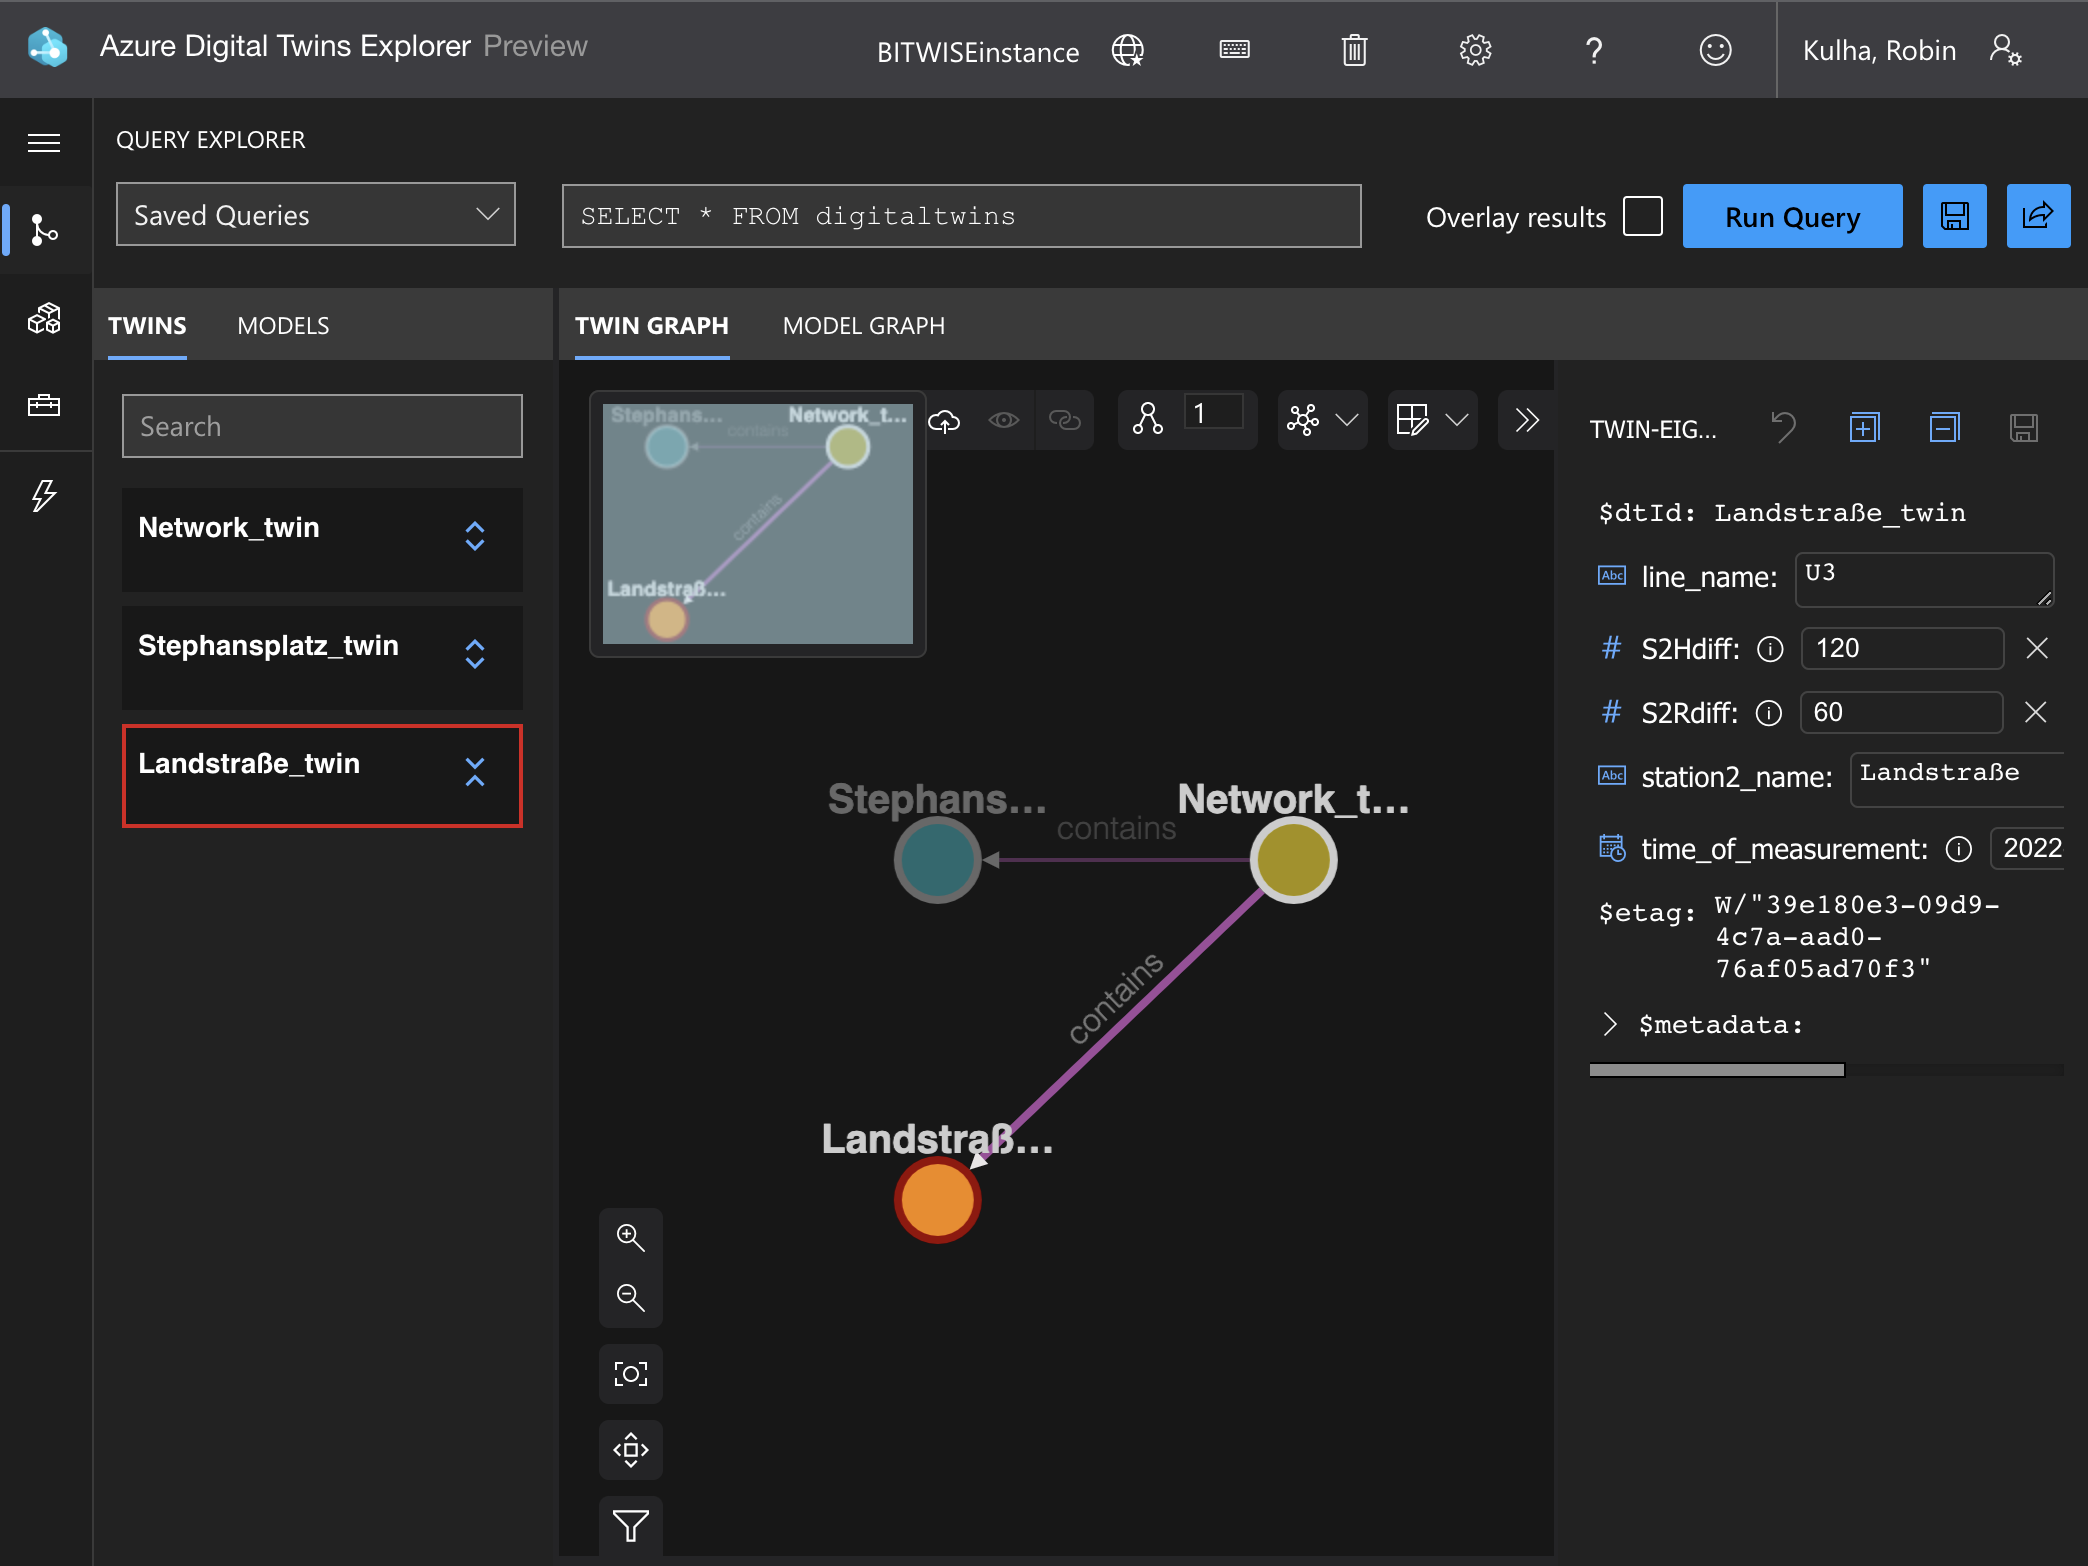 Azure Digital Twins Explorer Preview
BITWISEinstance
?
Kulha, Robin
QUERY EXPLORER
Saved Queries
SELECT * FROM digitaltwins
Overlay results
Run Query
TWINS
MODELS
TWIN GRAPH
MODEL GRAPH
Search
Network_twin
Stephansplatz_twin
Landstraße_twin
Stephans...
Network_t...
contains
contains
Landstraß...
1
Stephans...
Network_t...
contains
contains
Landstraß...
TWIN-EIG...
$dtId: Landstraße_twin
Abc line_name: U3
# S2Hdiff: 120
# S2Rdiff: 60
Abc station2_name: Landstraße
time_of_measurement: 2022
$etag: W/"39e180e3-09d9-
4c7a-aad0-
76af05ad70f3"
$metadata: